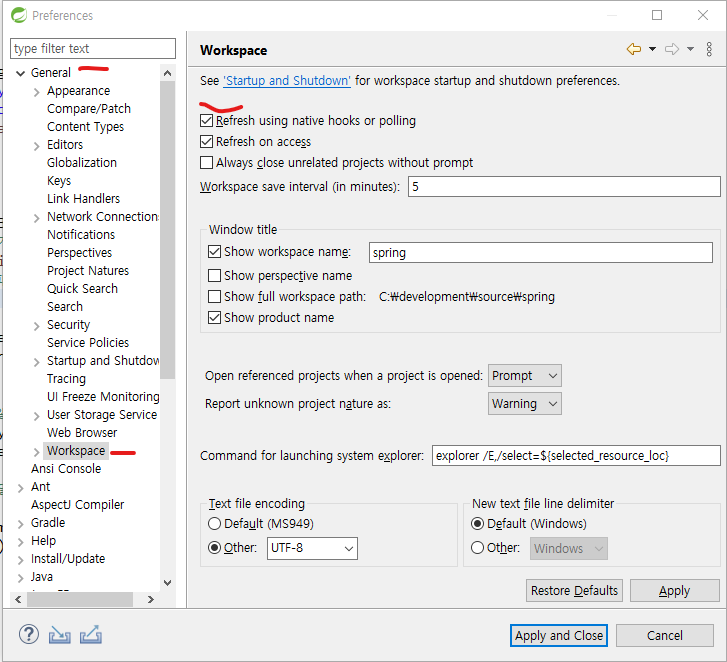 Preferences
type filter text
General
Appearance
Compare/Patch
Content Types
Editors
Globalization
Keys
Link Handlers
Network Connection
Notifications
Perspectives
Project Natures
Quick Search
Search
Security
Service Policies
Startup and Shutdow
Tracing
UI Freeze Monitoring
User Storage Service
Web Browser
Workspace
Ansi Console
Ant
AspectJ Compiler
Gradle
Help
Install/Update
Java
Workspace
See 'Startup and Shutdown' for workspace startup and shutdown preferences.
Refresh using native hooks or polling
Refresh on access
Always close unrelated projects without prompt
Workspace save interval (in minutes): 5
Window title
Show workspace name: spring
Show perspective name
Show full workspace path: C:₩development₩source₩spring
Show product name
Open referenced projects when a project is opened: Prompt
Report unknown project nature as: Warning
Command for launching system explorer: explorer /E,/select=${selected_resource_loc}
Text file encoding
Default (MS949)
Other: UTF-8
New text file line delimiter
Default (Windows)
Other: Windows
Restore Defaults Apply
Apply and Close Cancel